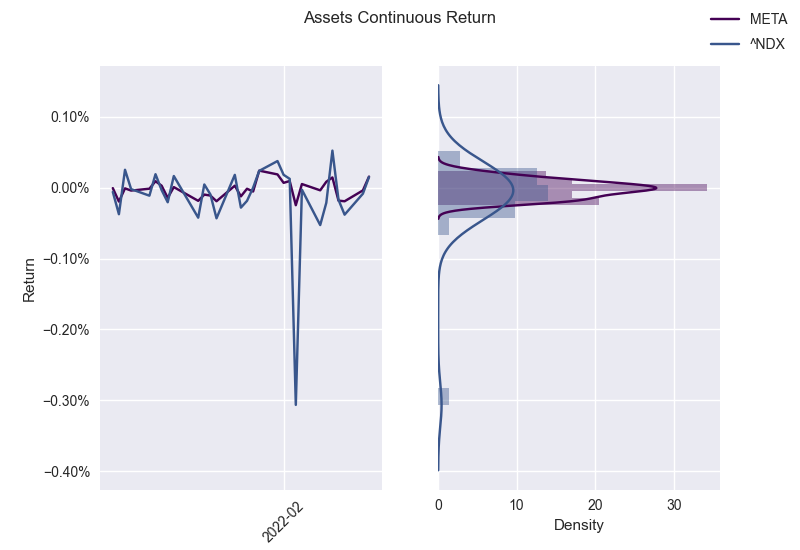 Assets Continuous Return
META
^NDX
Return
0.10%
0.00%
−0.10%
−0.20%
−0.30%
−0.40%
2022-02
0 10 20 30
Density